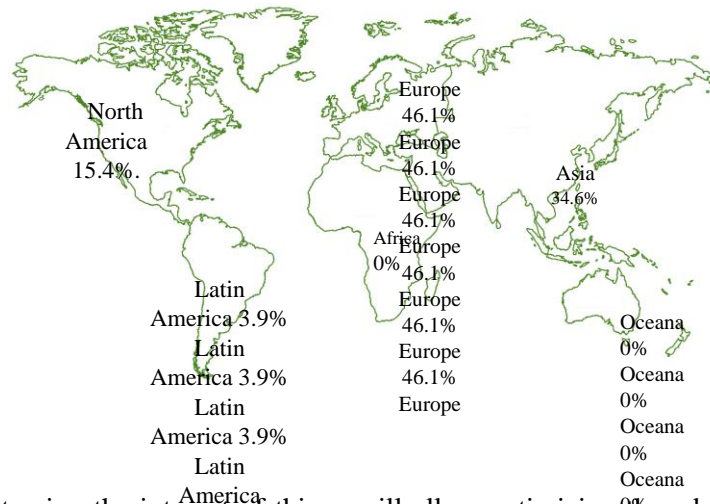 North
America
15.4%.
Europe
46.1%
Europe
46.1%
Europe
46.1%
Europe
46.1%
Europe
46.1%
Europe
46.1%
Europe
Asia
34.6%
Africa
0%
Latin
America 3.9%
Latin
America 3.9%
Latin
America 3.9%
Latin
America
Oceana
0%
Oceana
0%
Oceana
0%
Oceana
0%